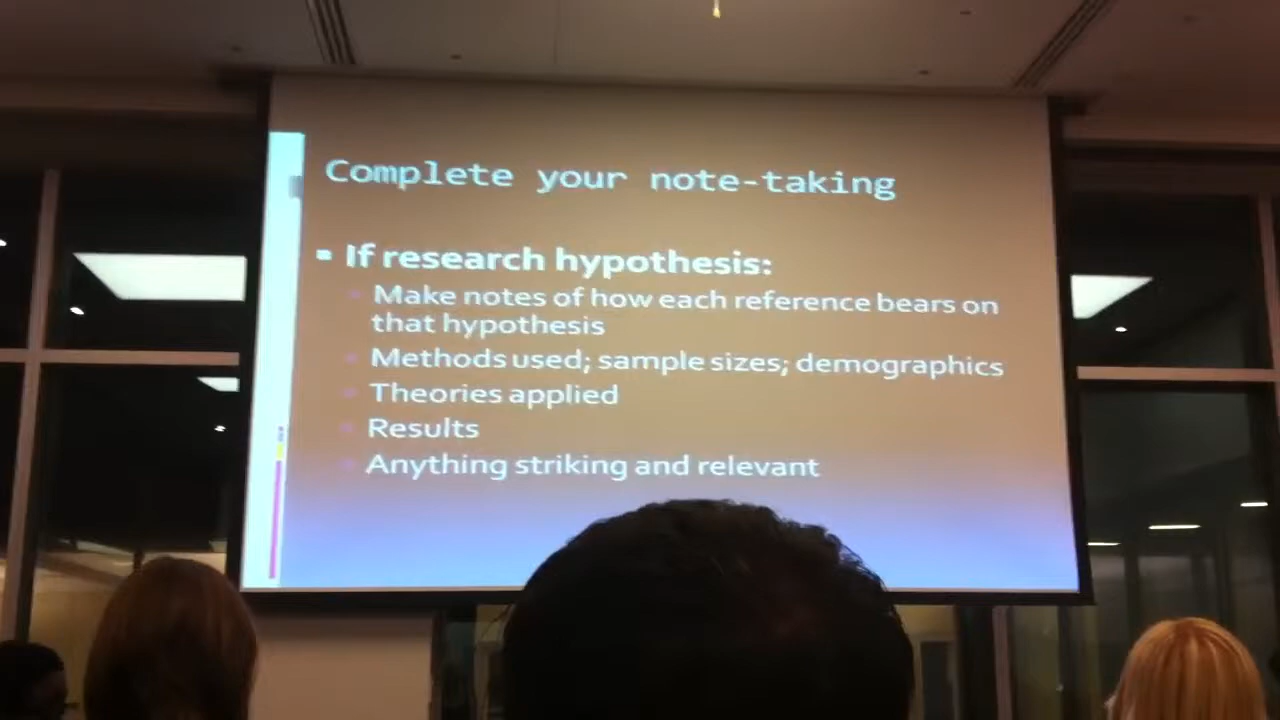 Complete your note-taking
▪ If research hypothesis:
Make notes of how each reference bears on
that hypothesis
Methods used; sample sizes; demographics
Theories applied
Results
Anything striking and relevant